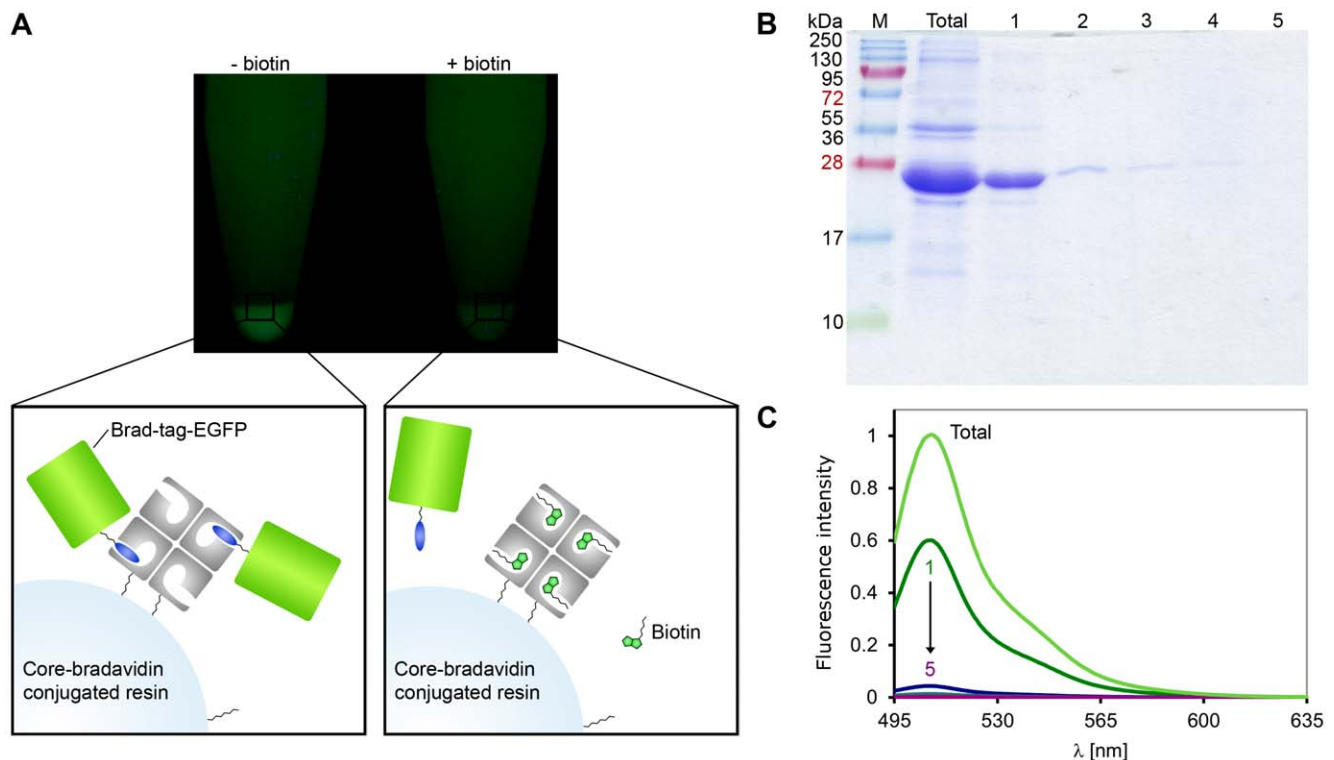 A
- biotin + biotin
Brad-tag-EGFP
Biotin
Core-bradavidin
conjugated resin
Core-bradavidin
conjugated resin
B
kDa M Total 1 2 3 4 5
250
130
95
72
55
36
28
17
10
C
Fluorescence intensity
1
0.8
0.6
0.4
0.2
0
Total
1
5
495 530 565 600 635
λ [nm]